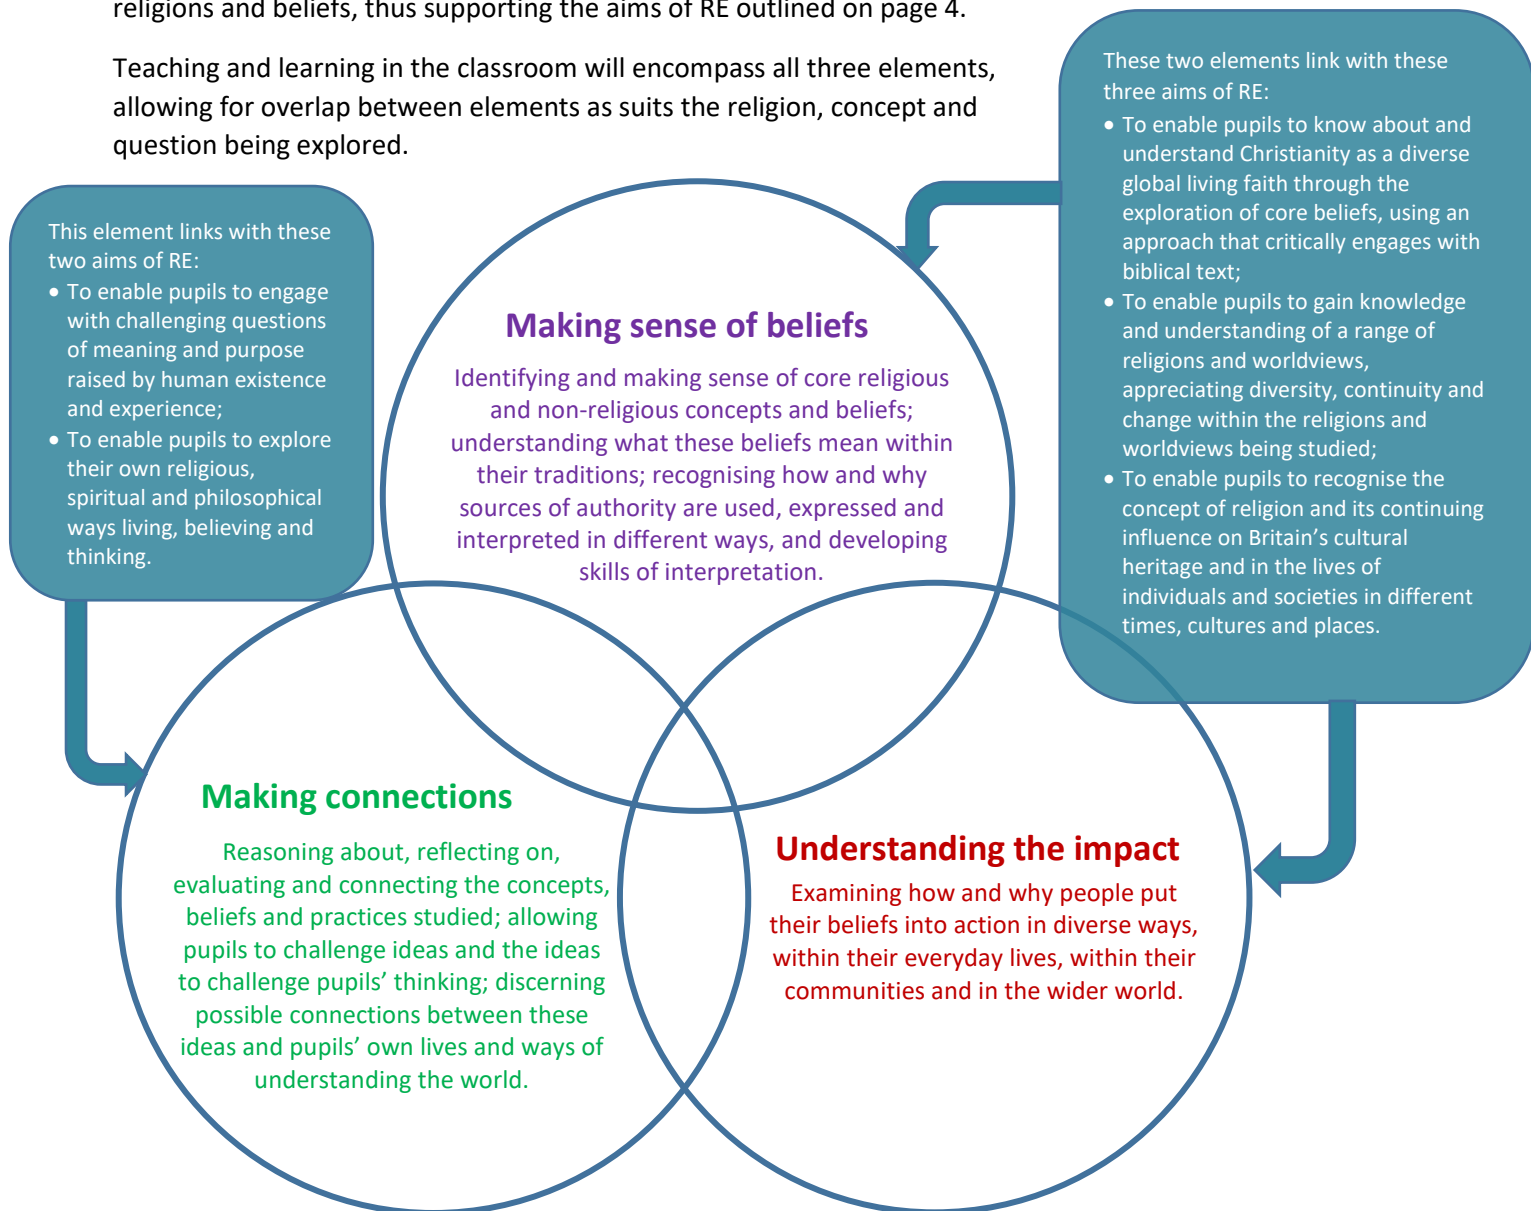 religions and beliefs, thus supporting the aims of RE outlined on page 4.
Teaching and learning in the classroom will encompass all three elements,
allowing for overlap between elements as suits the religion, concept and
question being explored.
These two elements link with these
three aims of RE:
• To enable pupils to know about and
understand Christianity as a diverse
global living faith through the
exploration of core beliefs, using an
approach that critically engages with
biblical text;
• To enable pupils to gain knowledge
and understanding of a range of
religions and worldviews,
appreciating diversity, continuity and
change within the religions and
worldviews being studied;
• To enable pupils to recognise the
concept of religion and its continuing
influence on Britain’s cultural
heritage and in the lives of
individuals and societies in different
times, cultures and places.
This element links with these
two aims of RE:
• To enable pupils to engage
with challenging questions
of meaning and purpose
raised by human existence
and experience;
• To enable pupils to explore
their own religious,
spiritual and philosophical
ways living, believing and
thinking.
Making sense of beliefs
Identifying and making sense of core religious
and non-religious concepts and beliefs;
understanding what these beliefs mean within
their traditions; recognising how and why
sources of authority are used, expressed and
interpreted in different ways, and developing
skills of interpretation.
Making connections
Reasoning about, reflecting on,
evaluating and connecting the concepts,
beliefs and practices studied; allowing
pupils to challenge ideas and the ideas
to challenge pupils’ thinking; discerning
possible connections between these
ideas and pupils’ own lives and ways of
understanding the world.
Understanding the impact
Examining how and why people put
their beliefs into action in diverse ways,
within their everyday lives, within their
communities and in the wider world.